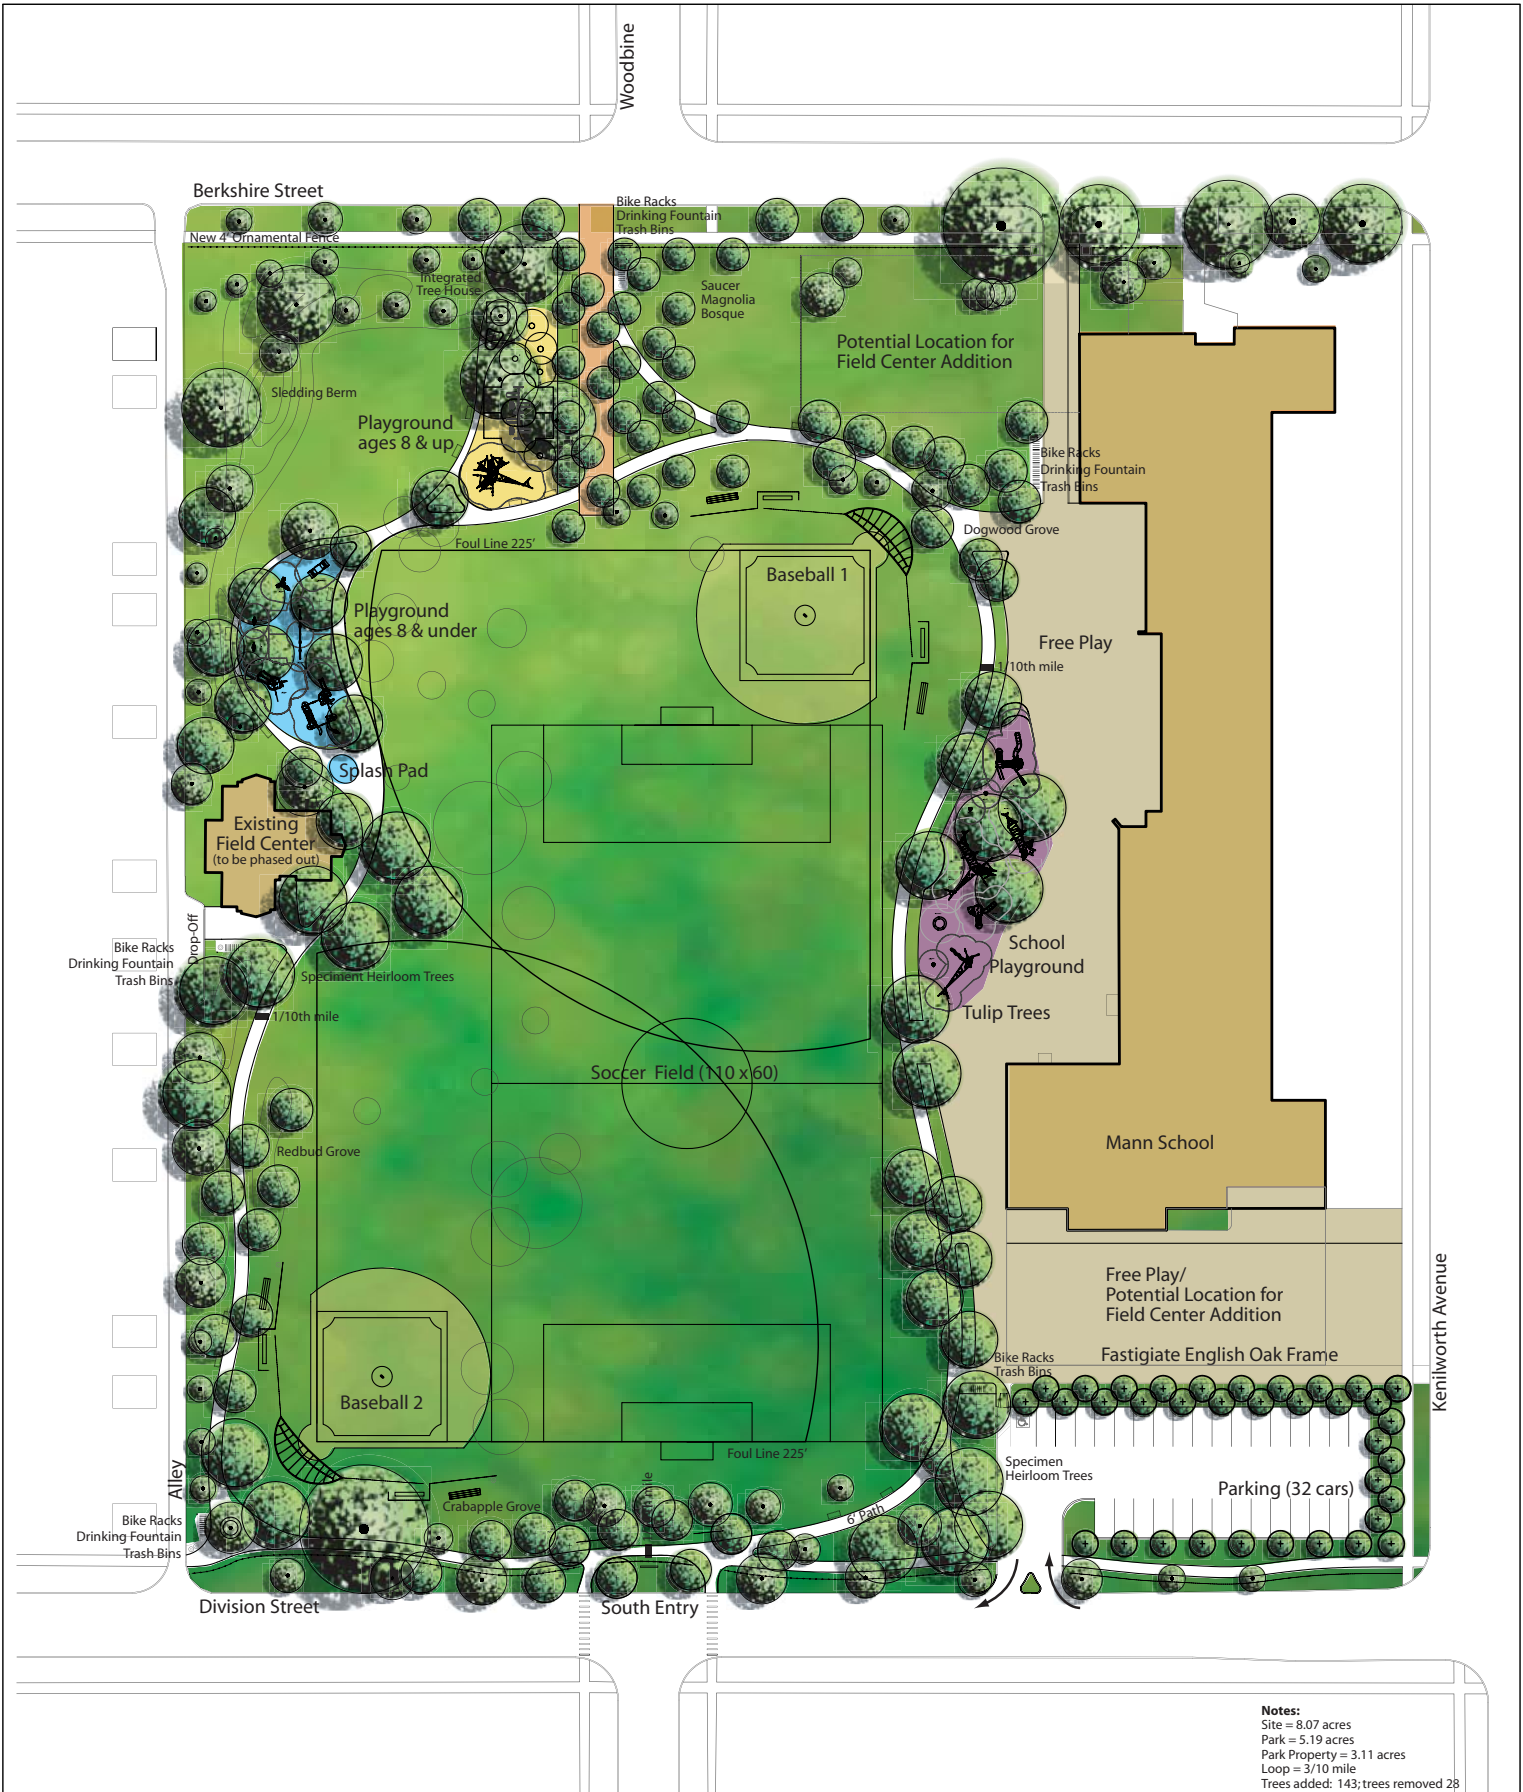 Woodbine
Berkshire Street
Bike Racks
Drinking Fountain
Trash Bins
New 4' Ornamental Fence
Integrated
Tree House
Saucer
Magnolia
Bosque
Potential Location for
Field Center Addition
Sledding Berm
Playground
ages 8 & up
Bike Racks
Drinking Fountain
Trash Bins
Dogwood Grove
Foul Line 225'
Baseball 1
Playground
ages 8 & under
Free Play
1/10th mile
Splash Pad
Existing
Field Center
(to be phased out)
Drop-Off
Bike Racks
Drinking Fountain
Trash Bins
School
Playground
Speciment Heirloom Trees
Tulip Trees
1/10th mile
Soccer Field (110 x 60)
Mann School
Redbud Grove
Free Play/
Potential Location for
Field Center Addition
Kenilworth Avenue
Fastigiate English Oak Frame
Bike Racks
Trash Bins
Baseball 2
Foul Line 225'
Specimen
Heirloom Trees
Parking (32 cars)
Alley
Crabapple Grove
6' Path
Bike Racks
Drinking Fountain
Trash Bins
Division Street
South Entry
Notes:
Site = 8.07 acres
Park = 5.19 acres
Park Property = 3.11 acres
Loop = 3/10 mile
Trees added: 143; trees removed 28